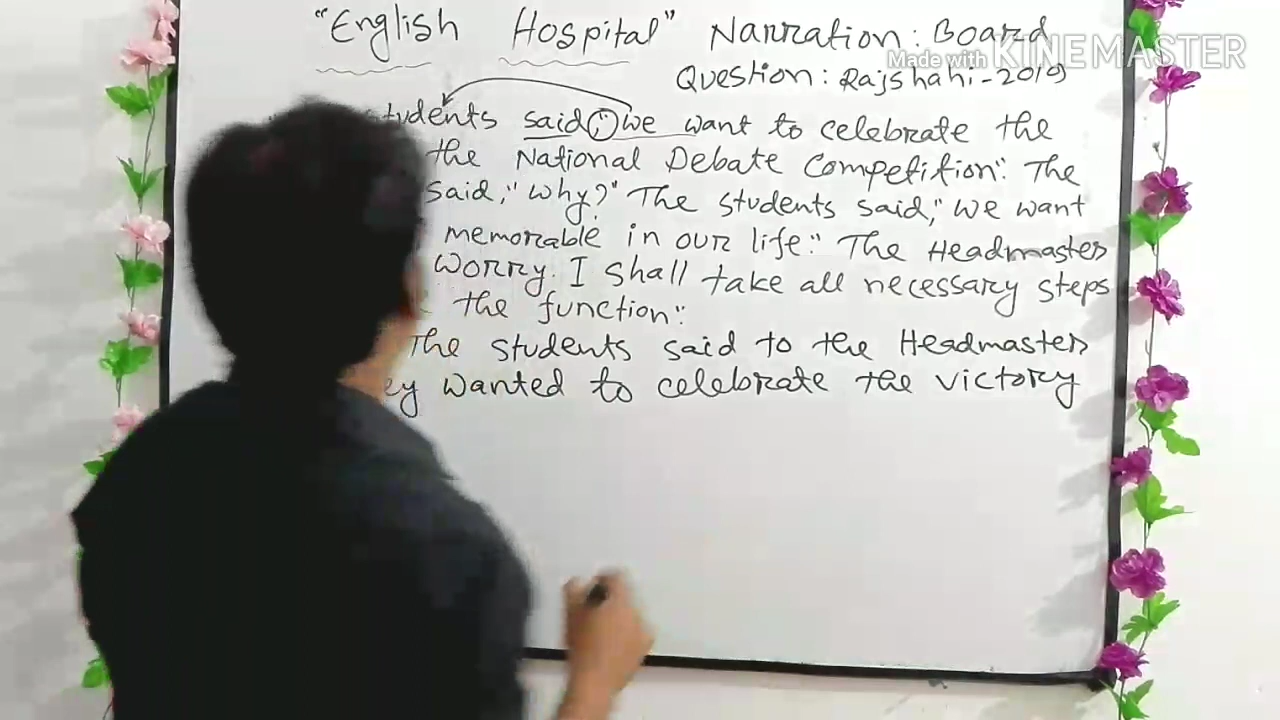 "English Hospital" Narration: Board
Made with KINEMASTER
Question: Rajshahi-2019
students said, "we want to celebrate the
the National Debate Competition." The
said, "Why?" The students said, "We want
memorable in our life." The Headmaster
worry. I shall take all necessary steps
the function."
The students said to the Headmaster
wanted to celebrate the victory